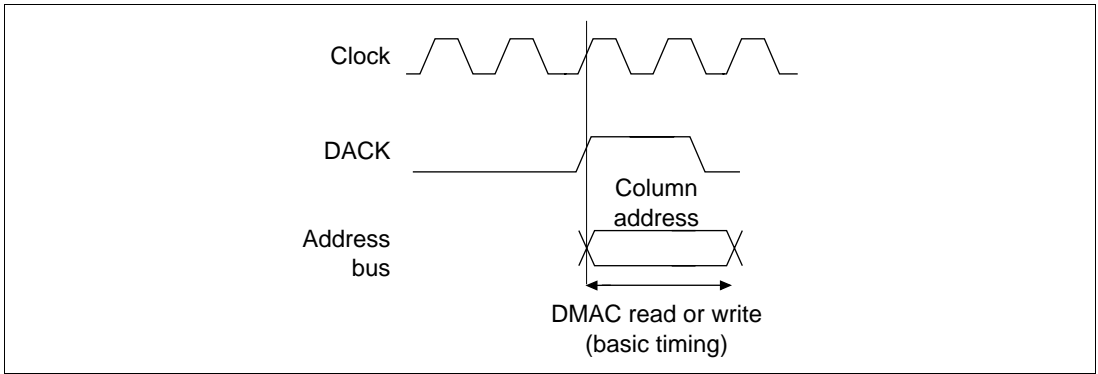 Clock
DACK
Column
address
Address
bus
DMAC read or write
(basic timing)